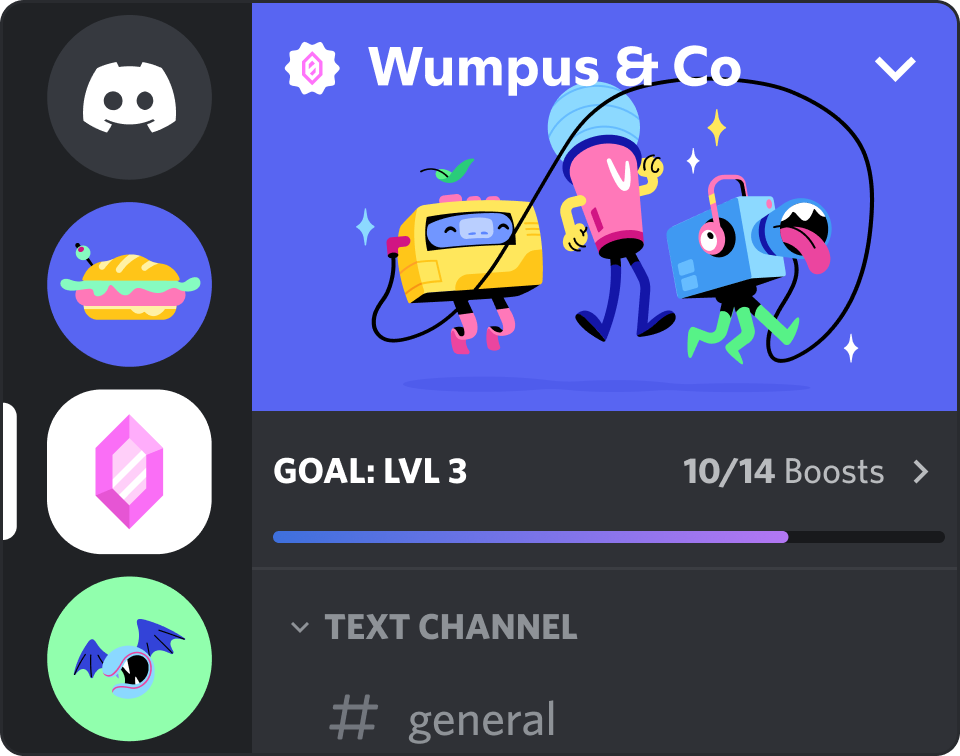 Wumpus & Co
GOAL: LVL 3
10/14 Boosts
TEXT CHANNEL
# general